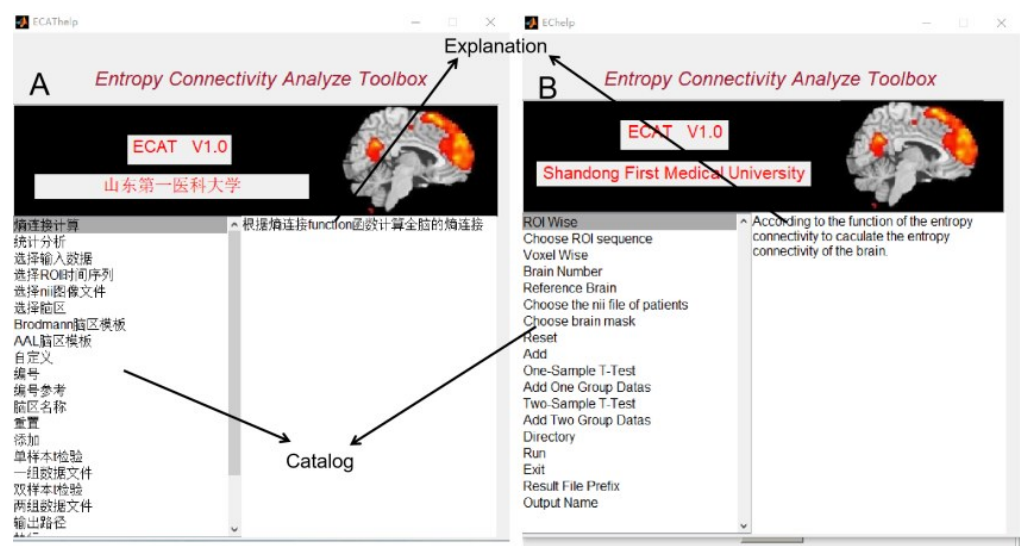 ECAThelp
EChelp
Explanation
A
Entropy Connectivity Analyze Toolbox
ECAT V1.0
山东第一医科大学
熵连接计算
统计分析
选择输入数据
选择ROI时间序列
选择nii图像文件
选择脑区
Brodmann脑区模板
AAL脑区模板
自定义
编号
编号参考
脑区名称
重置
添加
单样本t检验
一组数据文件
双样本t检验
两组数据文件
输出路径
根据熵连接function函数计算全脑的熵连接
B
Entropy Connectivity Analyze Toolbox
ECAT V1.0
Shandong First Medical University
ROI Wise
Choose ROI sequence
Voxel Wise
Brain Number
Reference Brain
Choose the nii file of patients
Choose brain mask
Reset
Add
One-Sample T-Test
Add One Group Datas
Two-Sample T-Test
Add Two Group Datas
Directory
Run
Exit
Result File Prefix
Output Name
According to the function of the entropy
connectivity to caculate the entropy
connectivity of the brain.
Catalog